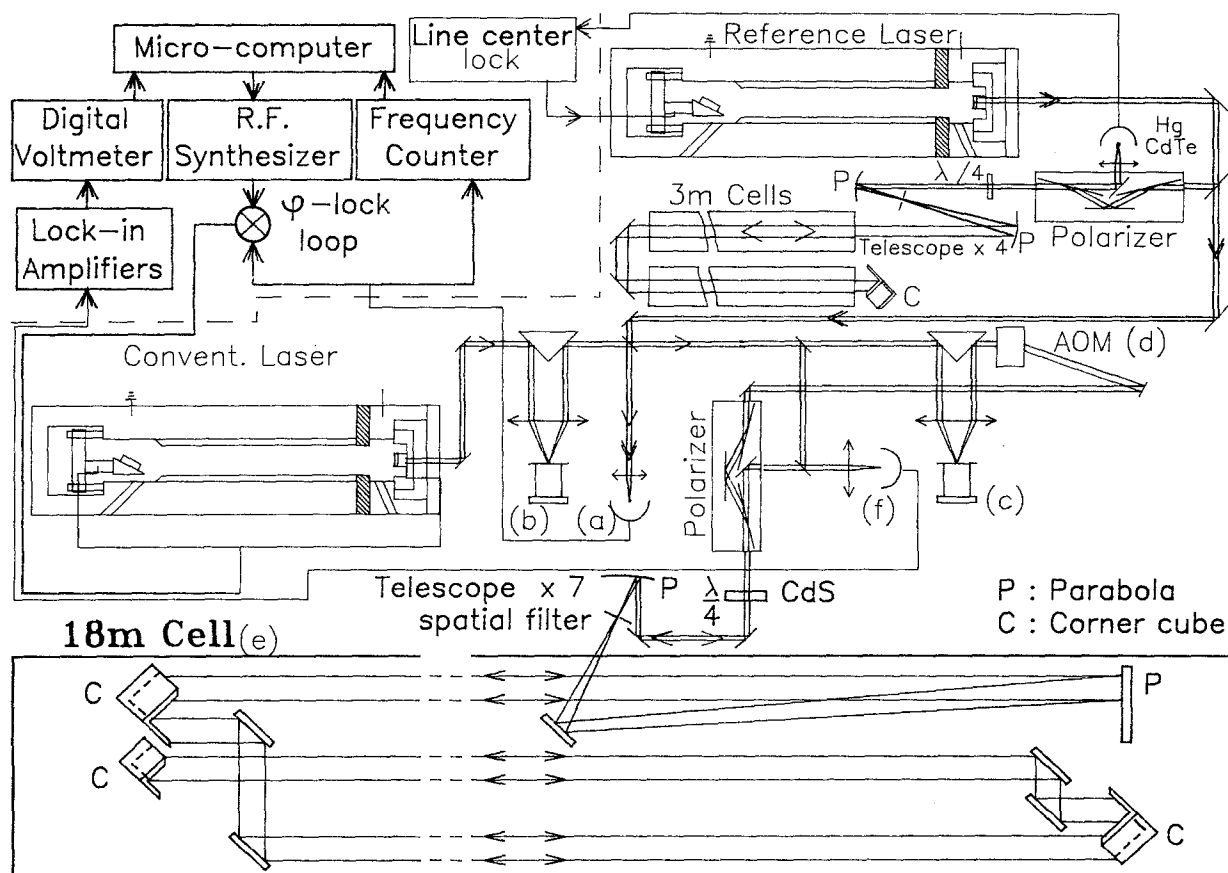 Micro-computer
Line center
lock
Reference Laser
Digital
Voltmeter
R.F.
Synthesizer
Frequency
Counter
Hg
CdTe
λ/4
P
Polarizer
3m Cells
Telescope x 4
P
C
Lock-in
Amplifiers
φ-lock
loop
Convent. Laser
AOM (d)
Polarizer
(b)
(a)
(f)
(c)
Telescope x 7
spatial filter
P
λ
4
CdS
P : Parabola
C : Corner cube
18m Cell (e)
C
P
C
C